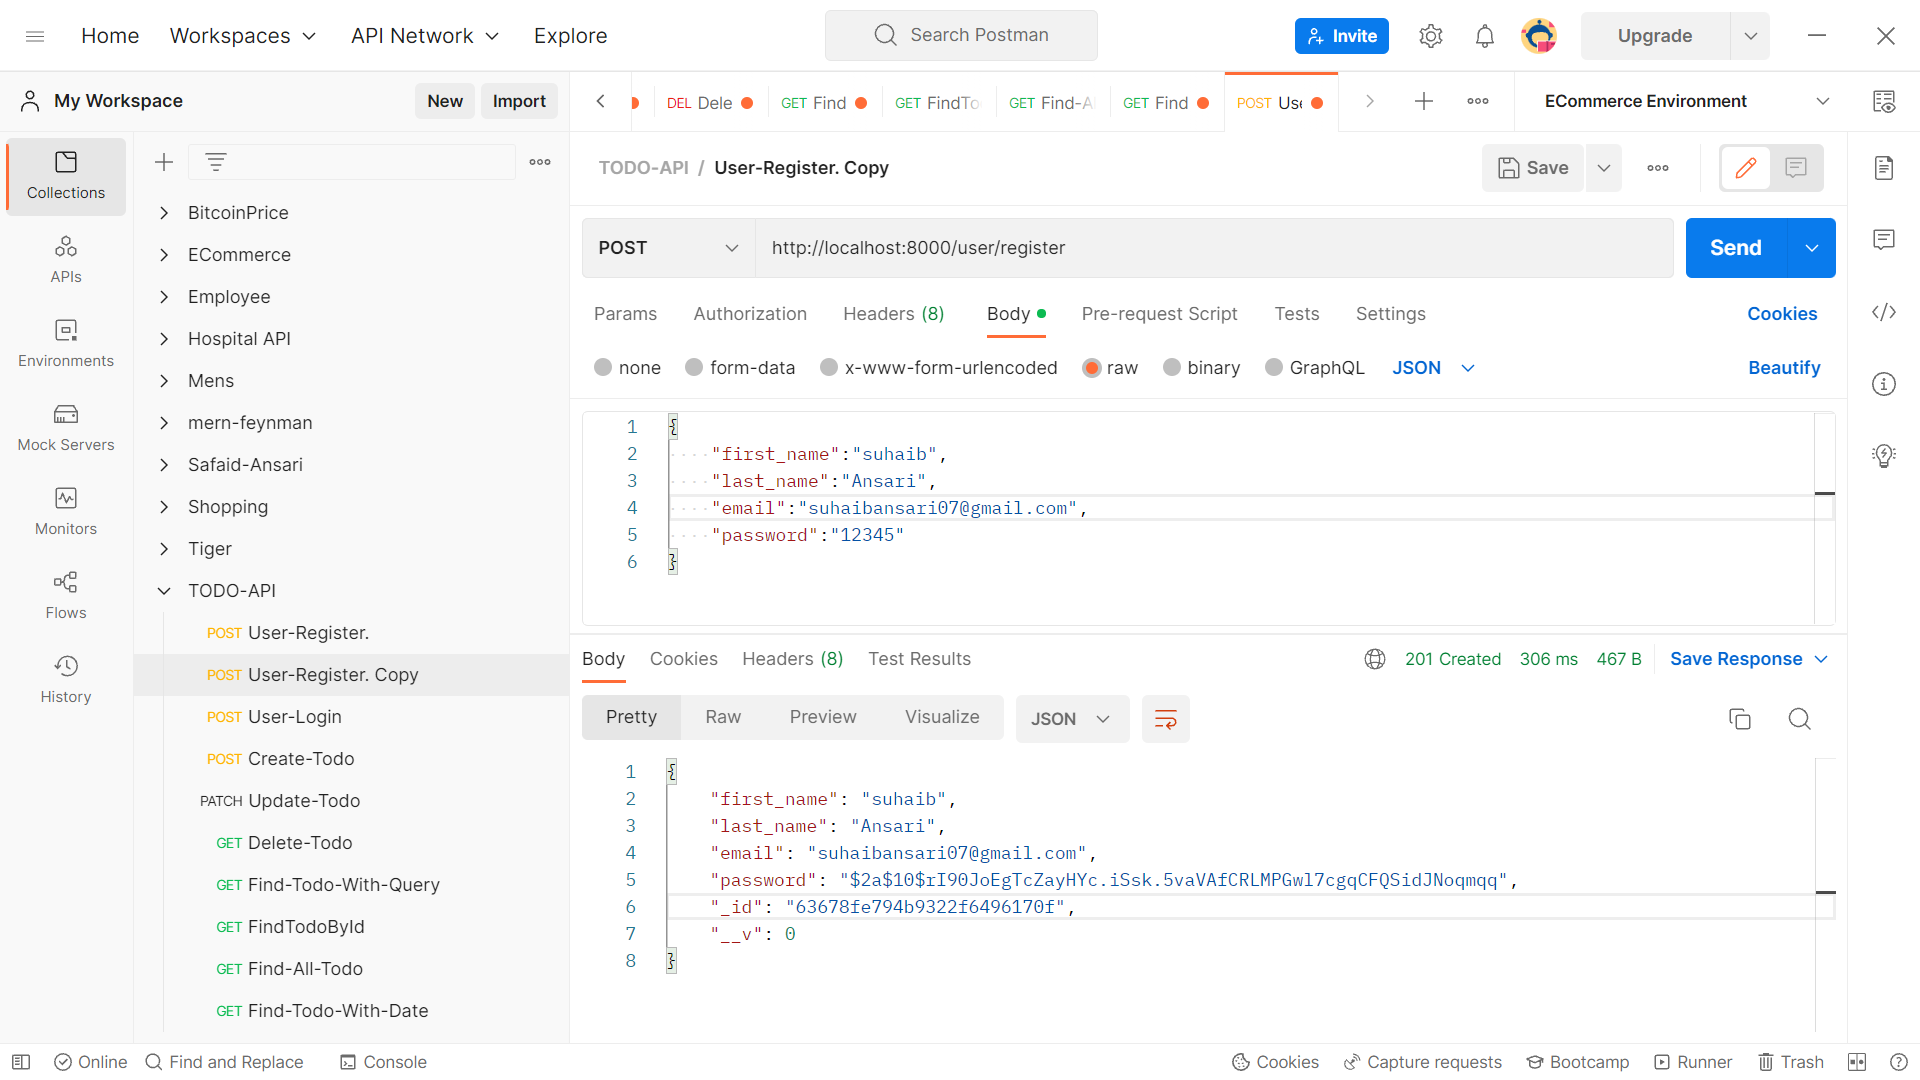 Home Workspaces API Network Explore Search Postman Invite Upgrade
My Workspace New Import DEL Dele GET Find GET FindTo GET Find-A GET Find POST Use ECommerce Environment
Collections
APIs
Environments
Mock Servers
Monitors
Flows
History
BitcoinPrice
ECommerce
Employee
Hospital API
Mens
mern-feynman
Safaid-Ansari
Shopping
Tiger
TODO-API
POST User-Register.
POST User-Register. Copy
POST User-Login
POST Create-Todo
PATCH Update-Todo
GET Delete-Todo
GET Find-Todo-With-Query
GET FindTodoById
GET Find-All-Todo
GET Find-Todo-With-Date
TODO-API / User-Register. Copy Save
POST http://localhost:8000/user/register Send
Params Authorization Headers (8) Body Pre-request Script Tests Settings Cookies
none form-data x-www-form-urlencoded raw binary GraphQL JSON Beautify
1 {
2 "first_name":"suhaib",
3 "last_name":"Ansari",
4 "email":"suhaibansari07@gmail.com",
5 "password":"12345"
6 }
Body Cookies Headers (8) Test Results 201 Created 306 ms 467 B Save Response
Pretty Raw Preview Visualize JSON
1 {
2 "first_name": "suhaib",
3 "last_name": "Ansari",
4 "email": "suhaibansari07@gmail.com",
5 "password": "$2a$10$rI90JoEgTcZayHYc.iSsk.5vaVAfCRLMPGwl7cgqCFQSidJNoqmqq",
6 "_id": "63678fe794b9322f6496170f",
7 "__v": 0
8 }
Online Find and Replace Console Cookies Capture requests Bootcamp Runner Trash